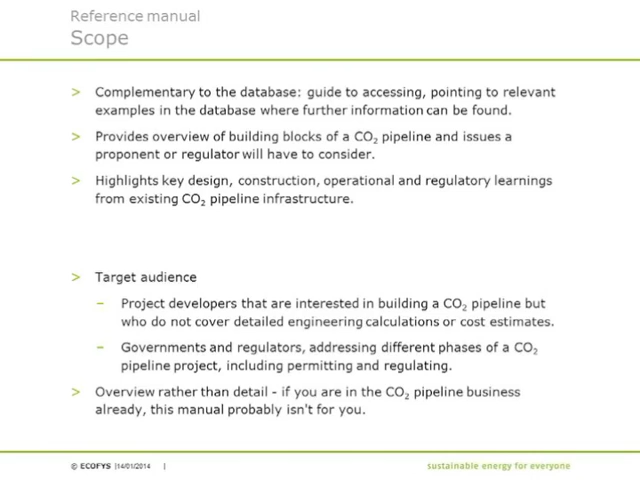 Reference manual
Scope
> Complementary to the database: guide to accessing, pointing to relevant
examples in the database where further information can be found.
> Provides overview of building blocks of a CO₂ pipeline and issues a
proponent or regulator will have to consider.
> Highlights key design, construction, operational and regulatory learnings
from existing CO₂ pipeline infrastructure.
> Target audience
– Project developers that are interested in building a CO₂ pipeline but
who do not cover detailed engineering calculations or cost estimates.
– Governments and regulators, addressing different phases of a CO₂
pipeline project, including permitting and regulating.
> Overview rather than detail - if you are in the CO₂ pipeline business
already, this manual probably isn't for you.
© ECOFYS |14/01/2014 | sustainable energy for everyone